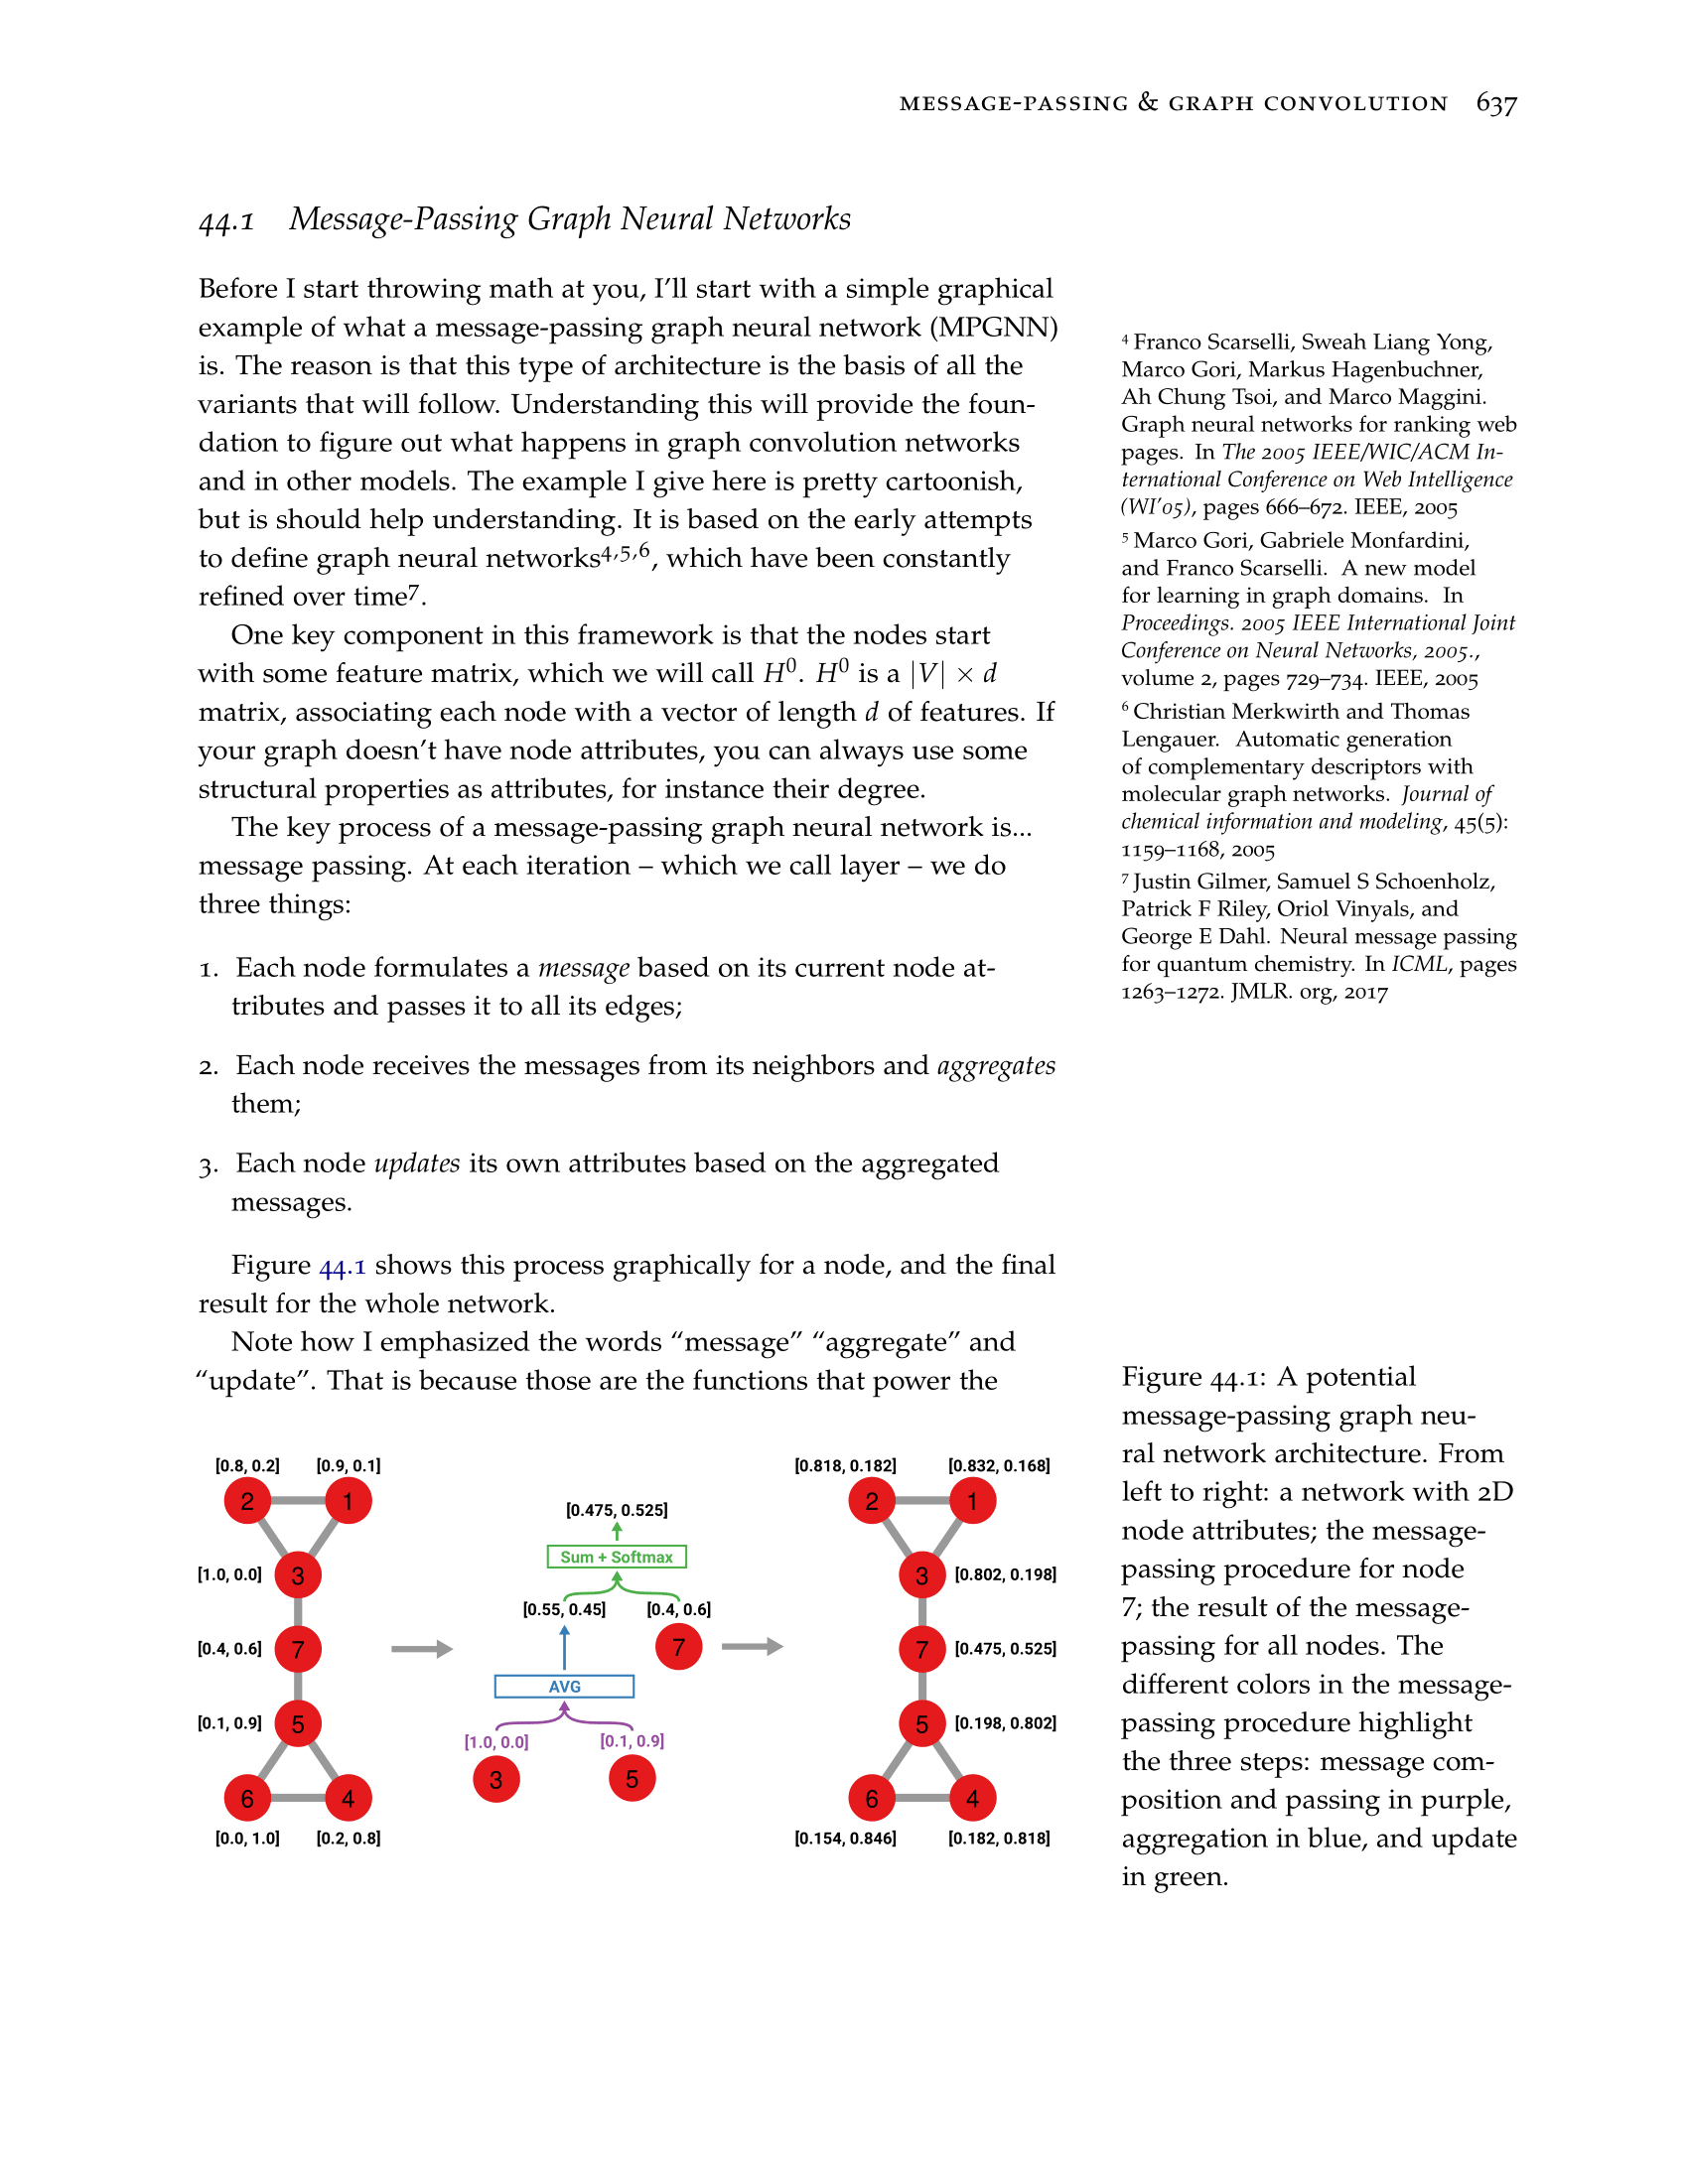 MESSAGE-PASSING & GRAPH CONVOLUTION 637
44.1 Message-Passing Graph Neural Networks
Before I start throwing math at you, I'll start with a simple graphical
example of what a message-passing graph neural network (MPGNN)
is. The reason is that this type of architecture is the basis of all the
variants that will follow. Understanding this will provide the foun-
dation to figure out what happens in graph convolution networks
and in other models. The example I give here is pretty cartoonish,
but is should help understanding. It is based on the early attempts
to define graph neural networks4,5,6, which have been constantly
refined over time7.
One key component in this framework is that the nodes start
with some feature matrix, which we will call H⁰. H⁰ is a |V| × d
matrix, associating each node with a vector of length d of features. If
your graph doesn't have node attributes, you can always use some
structural properties as attributes, for instance their degree.
The key process of a message-passing graph neural network is...
message passing. At each iteration – which we call layer – we do
three things:
1. Each node formulates a message based on its current node at-
tributes and passes it to all its edges;
2. Each node receives the messages from its neighbors and aggregates
them;
3. Each node updates its own attributes based on the aggregated
messages.
Figure 44.1 shows this process graphically for a node, and the final
result for the whole network.
Note how I emphasized the words “message” “aggregate” and
“update”. That is because those are the functions that power the
4 Franco Scarselli, Sweah Liang Yong,
Marco Gori, Markus Hagenbuchner,
Ah Chung Tsoi, and Marco Maggini.
Graph neural networks for ranking web
pages. In The 2005 IEEE/WIC/ACM In-
ternational Conference on Web Intelligence
(WI'05), pages 666–672. IEEE, 2005
5 Marco Gori, Gabriele Monfardini,
and Franco Scarselli. A new model
for learning in graph domains. In
Proceedings. 2005 IEEE International Joint
Conference on Neural Networks, 2005.,
volume 2, pages 729–734. IEEE, 2005
6 Christian Merkwirth and Thomas
Lengauer. Automatic generation
of complementary descriptors with
molecular graph networks. Journal of
chemical information and modeling, 45(5):
1159–1168, 2005
7 Justin Gilmer, Samuel S Schoenholz,
Patrick F Riley, Oriol Vinyals, and
George E Dahl. Neural message passing
for quantum chemistry. In ICML, pages
1263–1272. JMLR. org, 2017
[0.8, 0.2] [0.9, 0.1]
2 1
[1.0, 0.0] 3
[0.4, 0.6] 7
[0.1, 0.9] 5
6 4
[0.0, 1.0] [0.2, 0.8]
[0.475, 0.525]
Sum + Softmax
[0.55, 0.45] [0.4, 0.6]
7
AVG
[1.0, 0.0] [0.1, 0.9]
3 5
[0.818, 0.182] [0.832, 0.168]
2 1
3 [0.802, 0.198]
7 [0.475, 0.525]
5 [0.198, 0.802]
6 4
[0.154, 0.846] [0.182, 0.818]
Figure 44.1: A potential
message-passing graph neu-
ral network architecture. From
left to right: a network with 2D
node attributes; the message-
passing procedure for node
7; the result of the message-
passing for all nodes. The
different colors in the message-
passing procedure highlight
the three steps: message com-
position and passing in purple,
aggregation in blue, and update
in green.